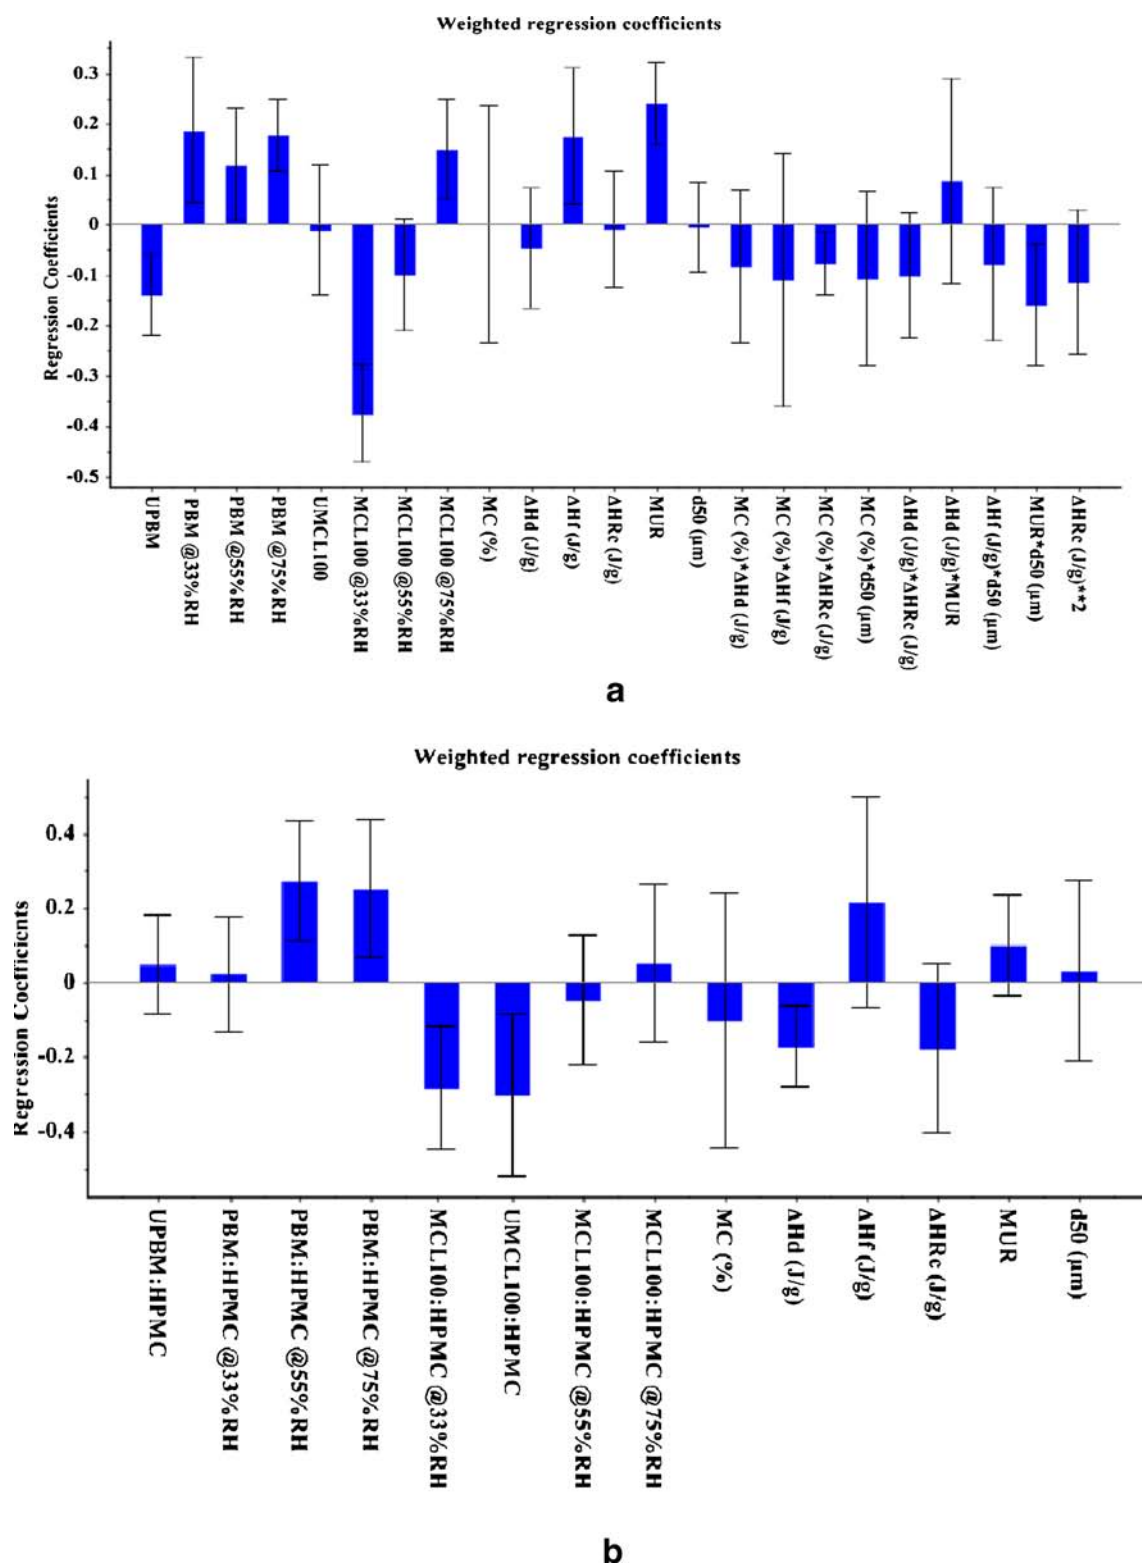 Weighted regression coefficients
Regression Coefficients
0.3
0.2
0.1
0
-0.1
-0.2
-0.3
-0.4
-0.5
UPBM
PBM @33%RH
PBM @55%RH
PBM @75%RH
UMCL100
MCL100 @33%RH
MCL100 @55%RH
MCL100 @75%RH
MC (%)
ΔHd (J/g)
ΔHf (J/g)
ΔHRc (J/g)
MUR
d50 (μm)
MC (%)*ΔHd (J/g)
MC (%)*ΔHf (J/g)
MC (%)*ΔHRc (J/g)
MC (%)*d50 (μm)
ΔHd (J/g)*ΔHRc (J/g)
ΔHd (J/g)*MUR
ΔHf (J/g)*d50 (μm)
MUR*d50 (μm)
ΔHRc (J/g)**2
a
Weighted regression coefficients
Regression Coefficients
0.4
0.2
0
-0.2
-0.4
UPBM:HPMC
PBM:HPMC @33%RH
PBM:HPMC @55%RH
PBM:HPMC @75%RH
MCL100:HPMC @33%RH
UMCL100:HPMC
MCL100:HPMC @55%RH
MCL100:HPMC @75%RH
MC (%)
ΔHd (J/g)
ΔHf (J/g)
ΔHRc (J/g)
MUR
d50 (μm)
b